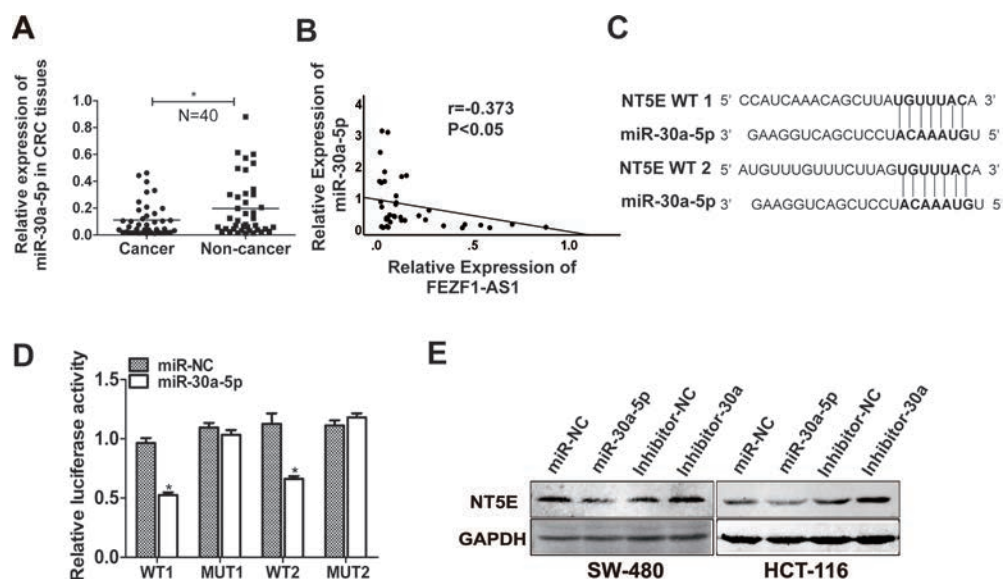 A
Relative expression of
miR-30a-5p in CRC tissues
1.0
0.8
0.6
0.4
0.2
0.0
*
N=40
Cancer
Non-cancer
B
Relative Expression of
miR-30a-5p
4
3
2
1
0
r=-0.373
P<0.05
.0
.5
1.0
Relative Expression of
FEZF1-AS1
C
NT5E WT 1 5' CCAUCAAACAGCUUAUGUUUACA 3'
miR-30a-5p 3' GAAGGUCAGCUCCUACAAAUGU 5'
NT5E WT 2 5' AUGUUUGUUUCUUAGUGUUUACA 3'
miR-30a-5p 3' GAAGGUCAGCUCCUACAAAUGU 5'
D
Relative luciferase activity
miR-NC
miR-30a-5p
1.5
1.0
0.5
0.0
*
*
WT1
MUT1
WT2
MUT2
E
miR-NC
miR-30a-5p
Inhibitor-NC
Inhibitor-30a
miR-NC
miR-30a-5p
Inhibitor-NC
Inhibitor-30a
NT5E
GAPDH
SW-480
HCT-116